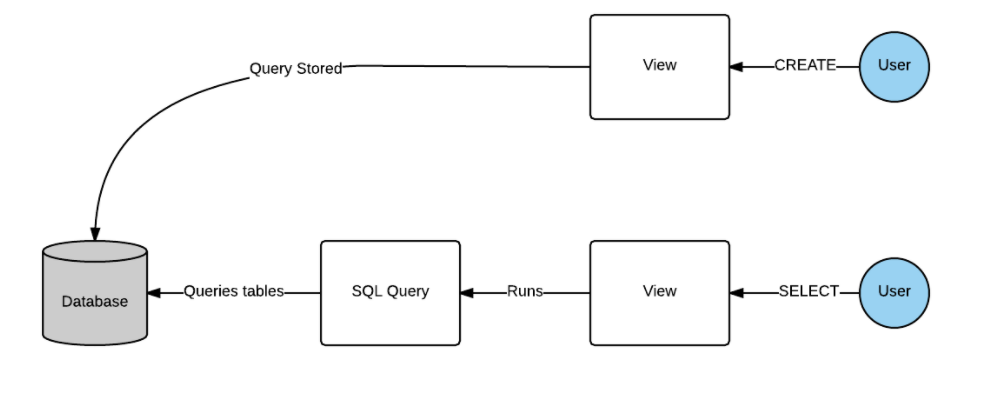 Query Stored
View
CREATE
User
Database
Queries tables
SQL Query
Runs
View
SELECT
User